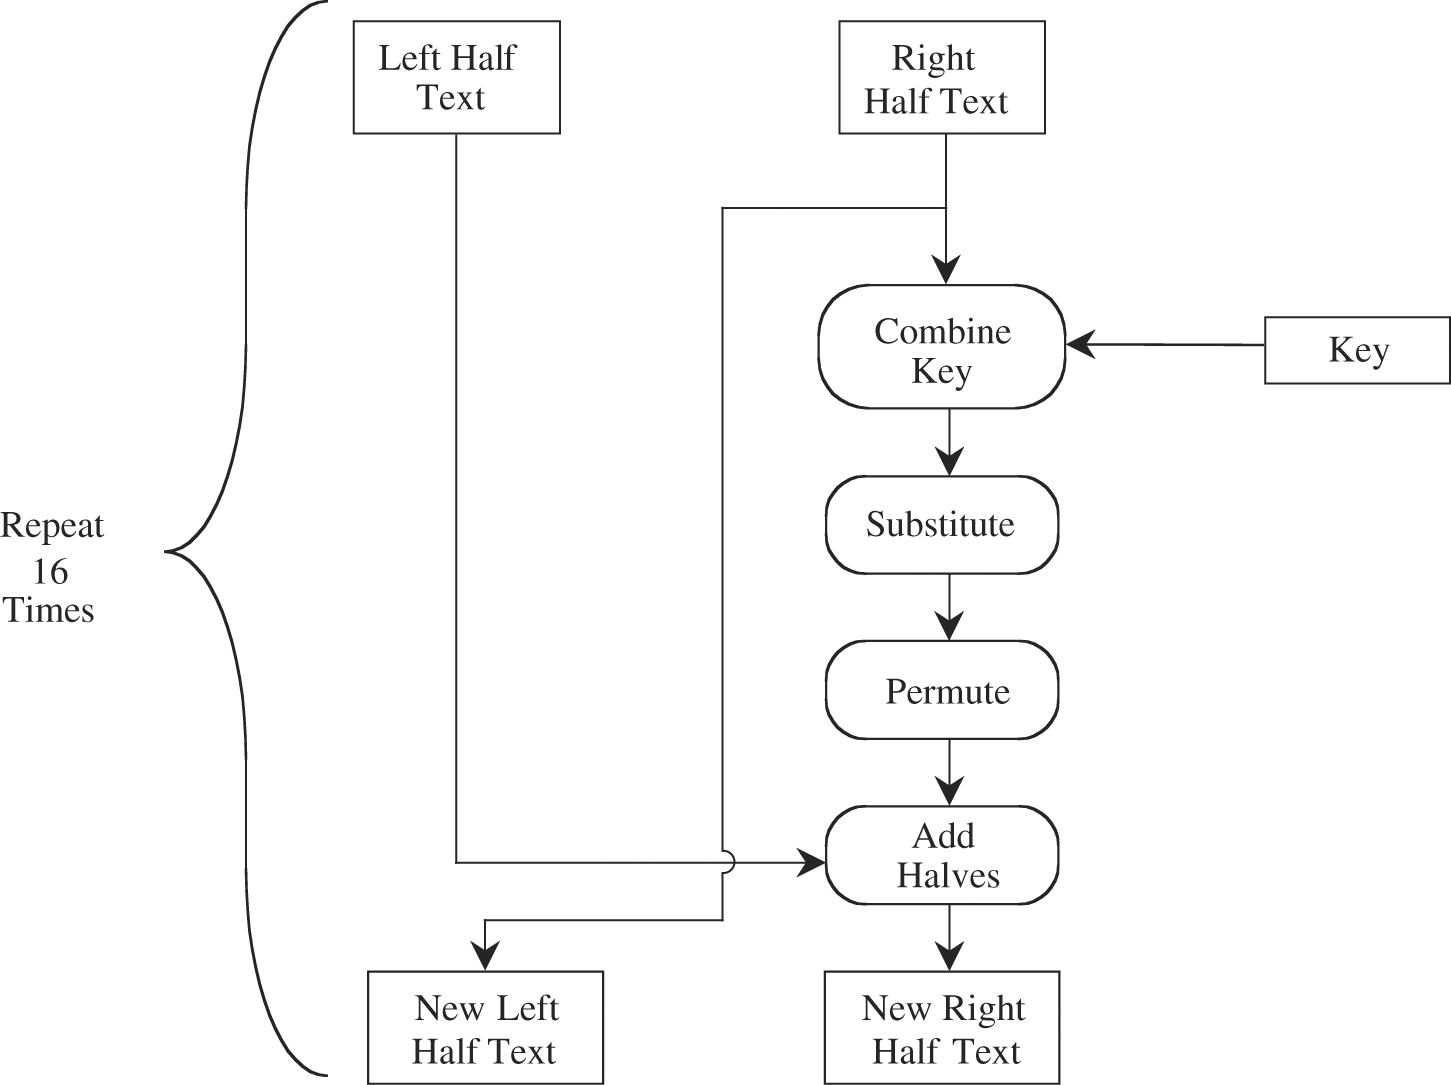 Left Half
Text
Right
Half Text
Combine
Key
Key
Substitute
Repeat
16
Times
Permute
Add
Halves
New Left
Half Text
New Right
Half Text